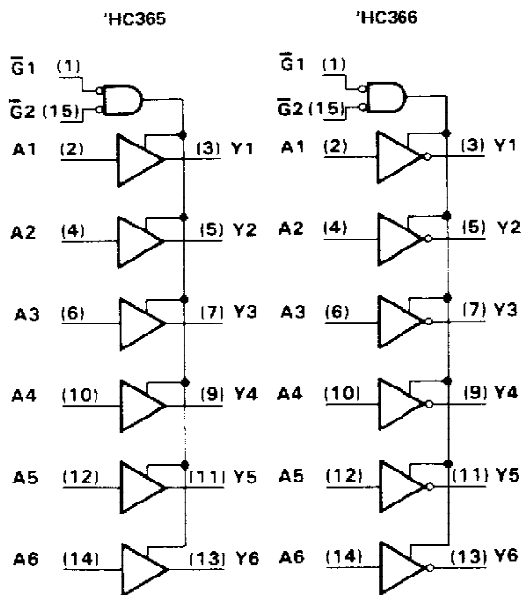 'HC365
G̅1 (1)
G̅2 (15)
A1 (2) (3) Y1
A2 (4) (5) Y2
A3 (6) (7) Y3
A4 (10) (9) Y4
A5 (12) (11) Y5
A6 (14) (13) Y6
'HC366
G̅1 (1)
G̅2 (15)
A1 (2) (3) Y1
A2 (4) (5) Y2
A3 (6) (7) Y3
A4 (10) (9) Y4
A5 (12) (11) Y5
A6 (14) (13) Y6